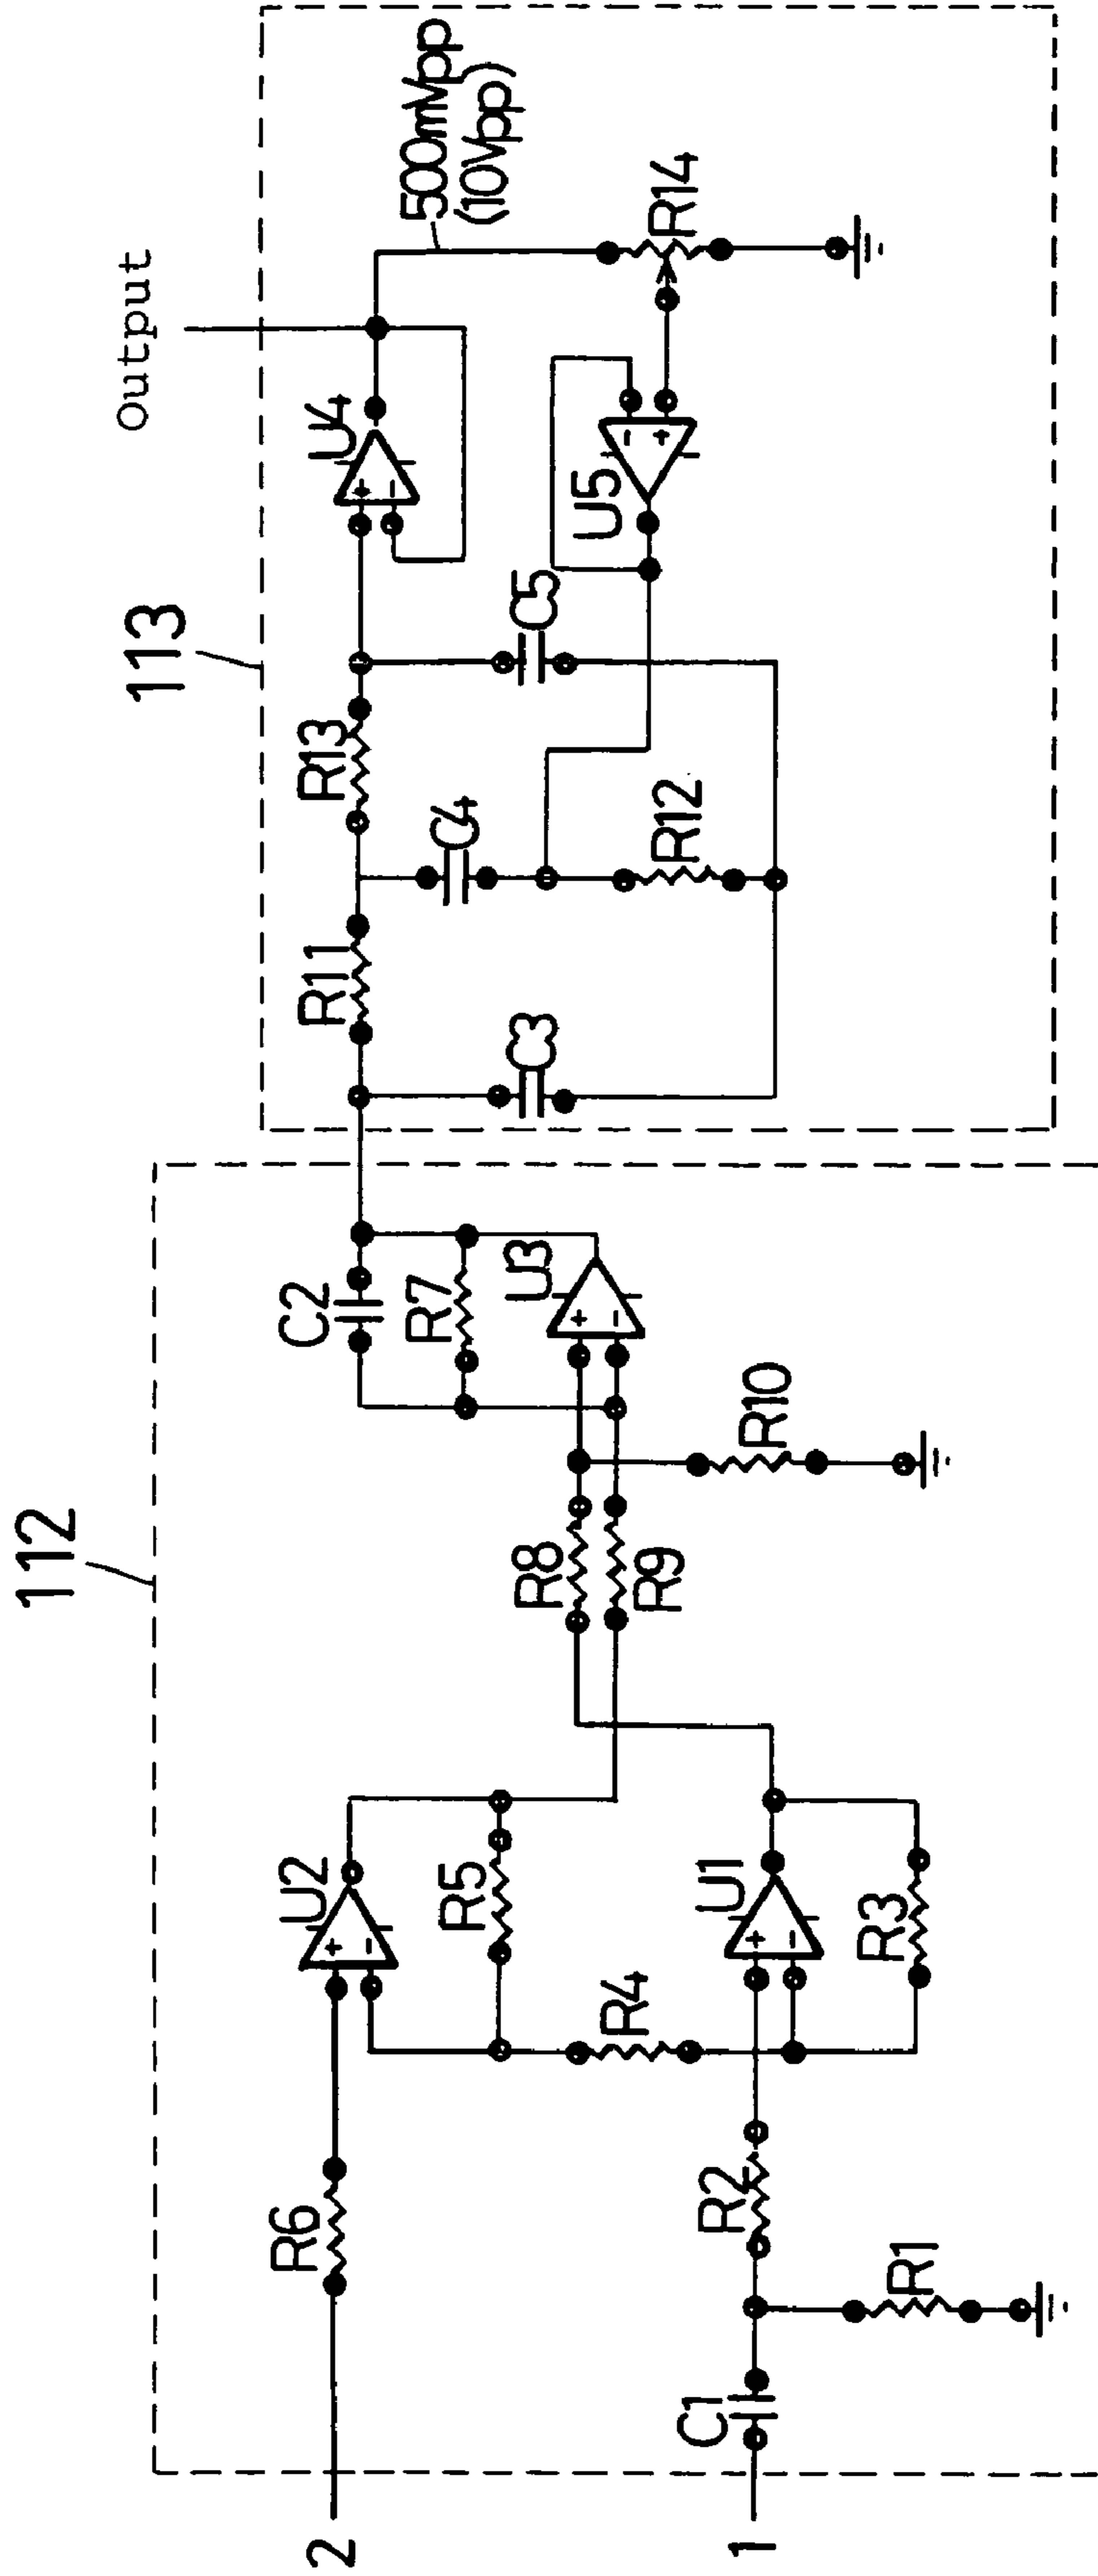 112
113
Output
500mVpp
(10Vpp)
2
R6
U2
R5
R4
C1
1
R2
R1
U1
R3
R8
R9
C2
R7
U3
R10
R11
R13
C3
C4
R12
C5
U4
U5
R14
+
−
+
−
+
−
+
−
−
+